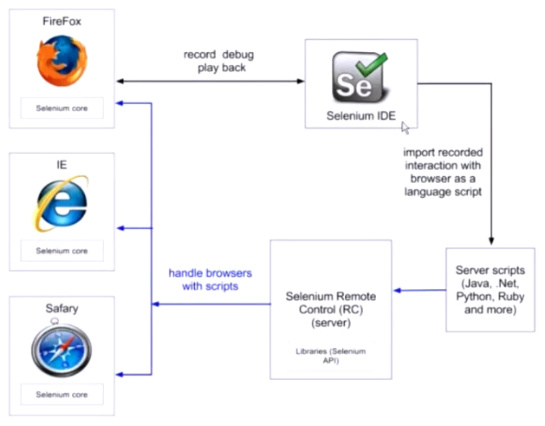 FireFox
Selenium core
record debug
play back
Se
Selenium IDE
import recorded
interaction with
browser as a
language script
IE
Selenium core
handle browsers
with scripts
Selenium Remote
Control (RC)
(server)
Libraries (Selenium
API)
Server scripts
(Java, .Net,
Python, Ruby
and more)
Safary
Selenium core